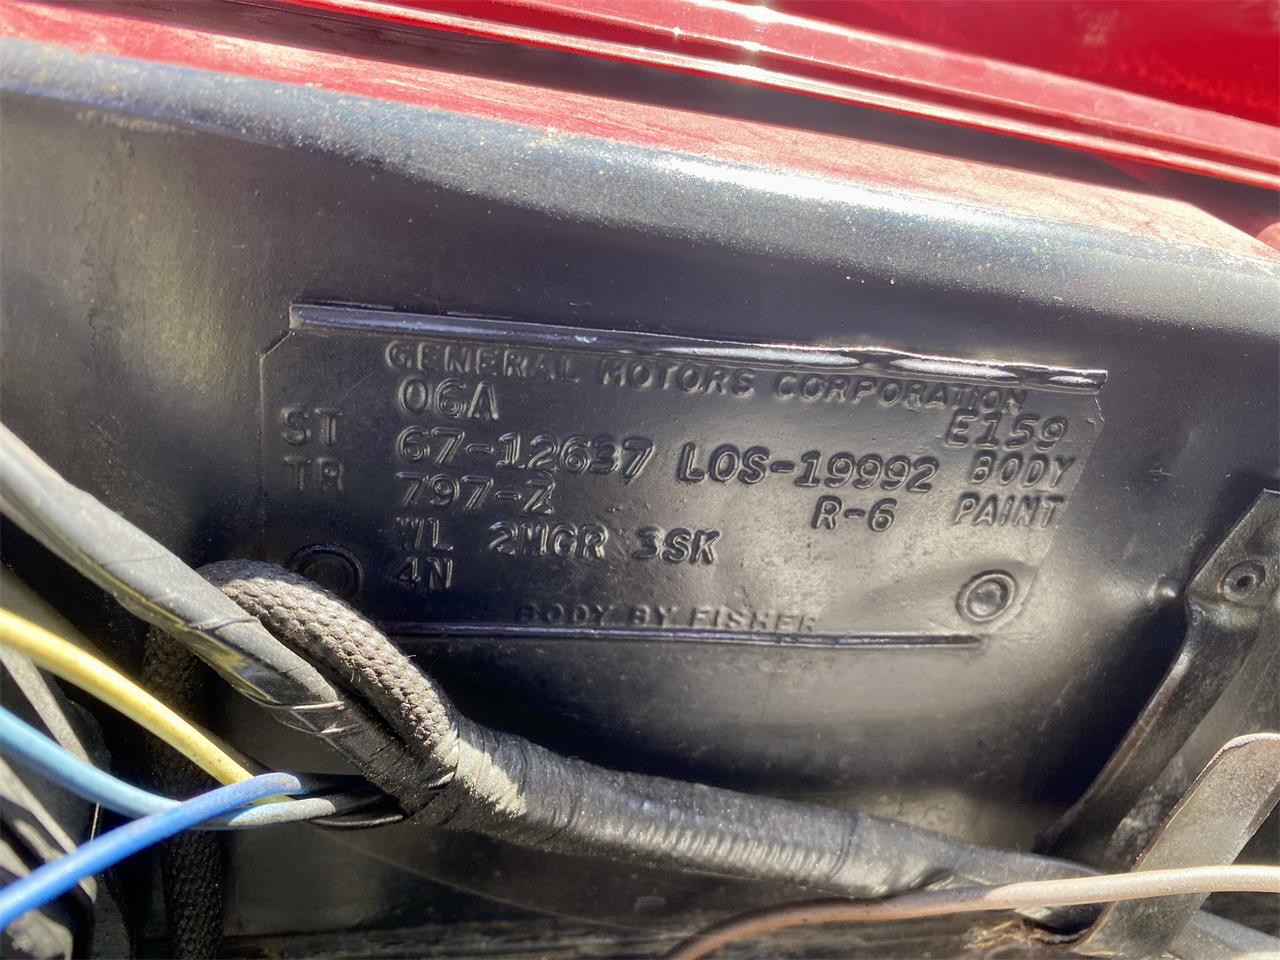 GENERAL MOTORS CORPORATION
06A E159
ST 67-12637 LOS-19992 BODY
TR 797-Z R-6 PAINT
WL 2MGR 3SK
4N
BODY BY FISHER